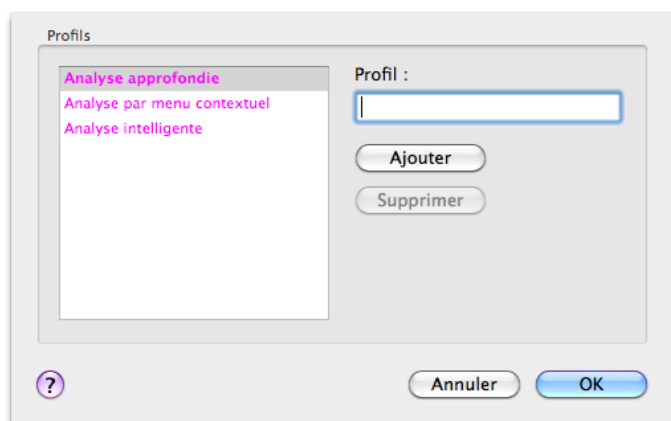 Profils
Analyse approfondie
Analyse par menu contextuel
Analyse intelligente
Profil :
Ajouter
Supprimer
?
Annuler
OK